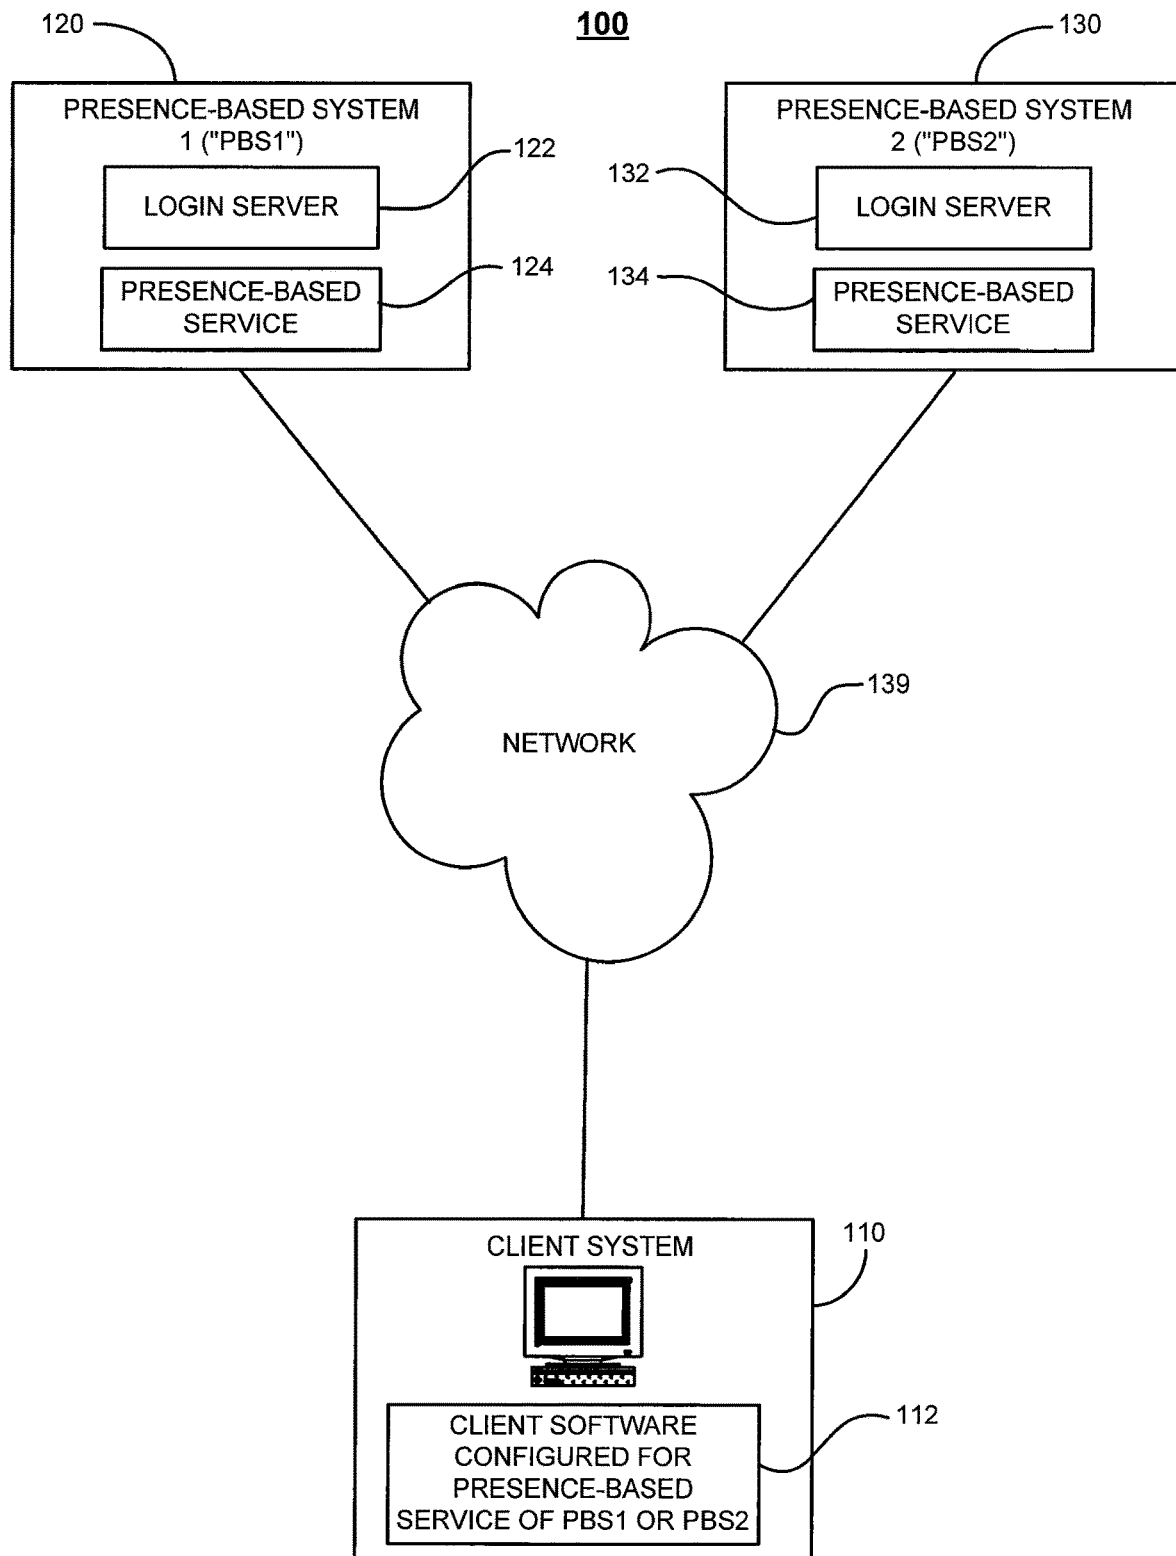 100
120
130
PRESENCE-BASED SYSTEM
1 ("PBS1")
122
LOGIN SERVER
124
PRESENCE-BASED
SERVICE
PRESENCE-BASED SYSTEM
2 ("PBS2")
132
LOGIN SERVER
134
PRESENCE-BASED
SERVICE
139
NETWORK
110
CLIENT SYSTEM
112
CLIENT SOFTWARE
CONFIGURED FOR
PRESENCE-BASED
SERVICE OF PBS1 OR PBS2